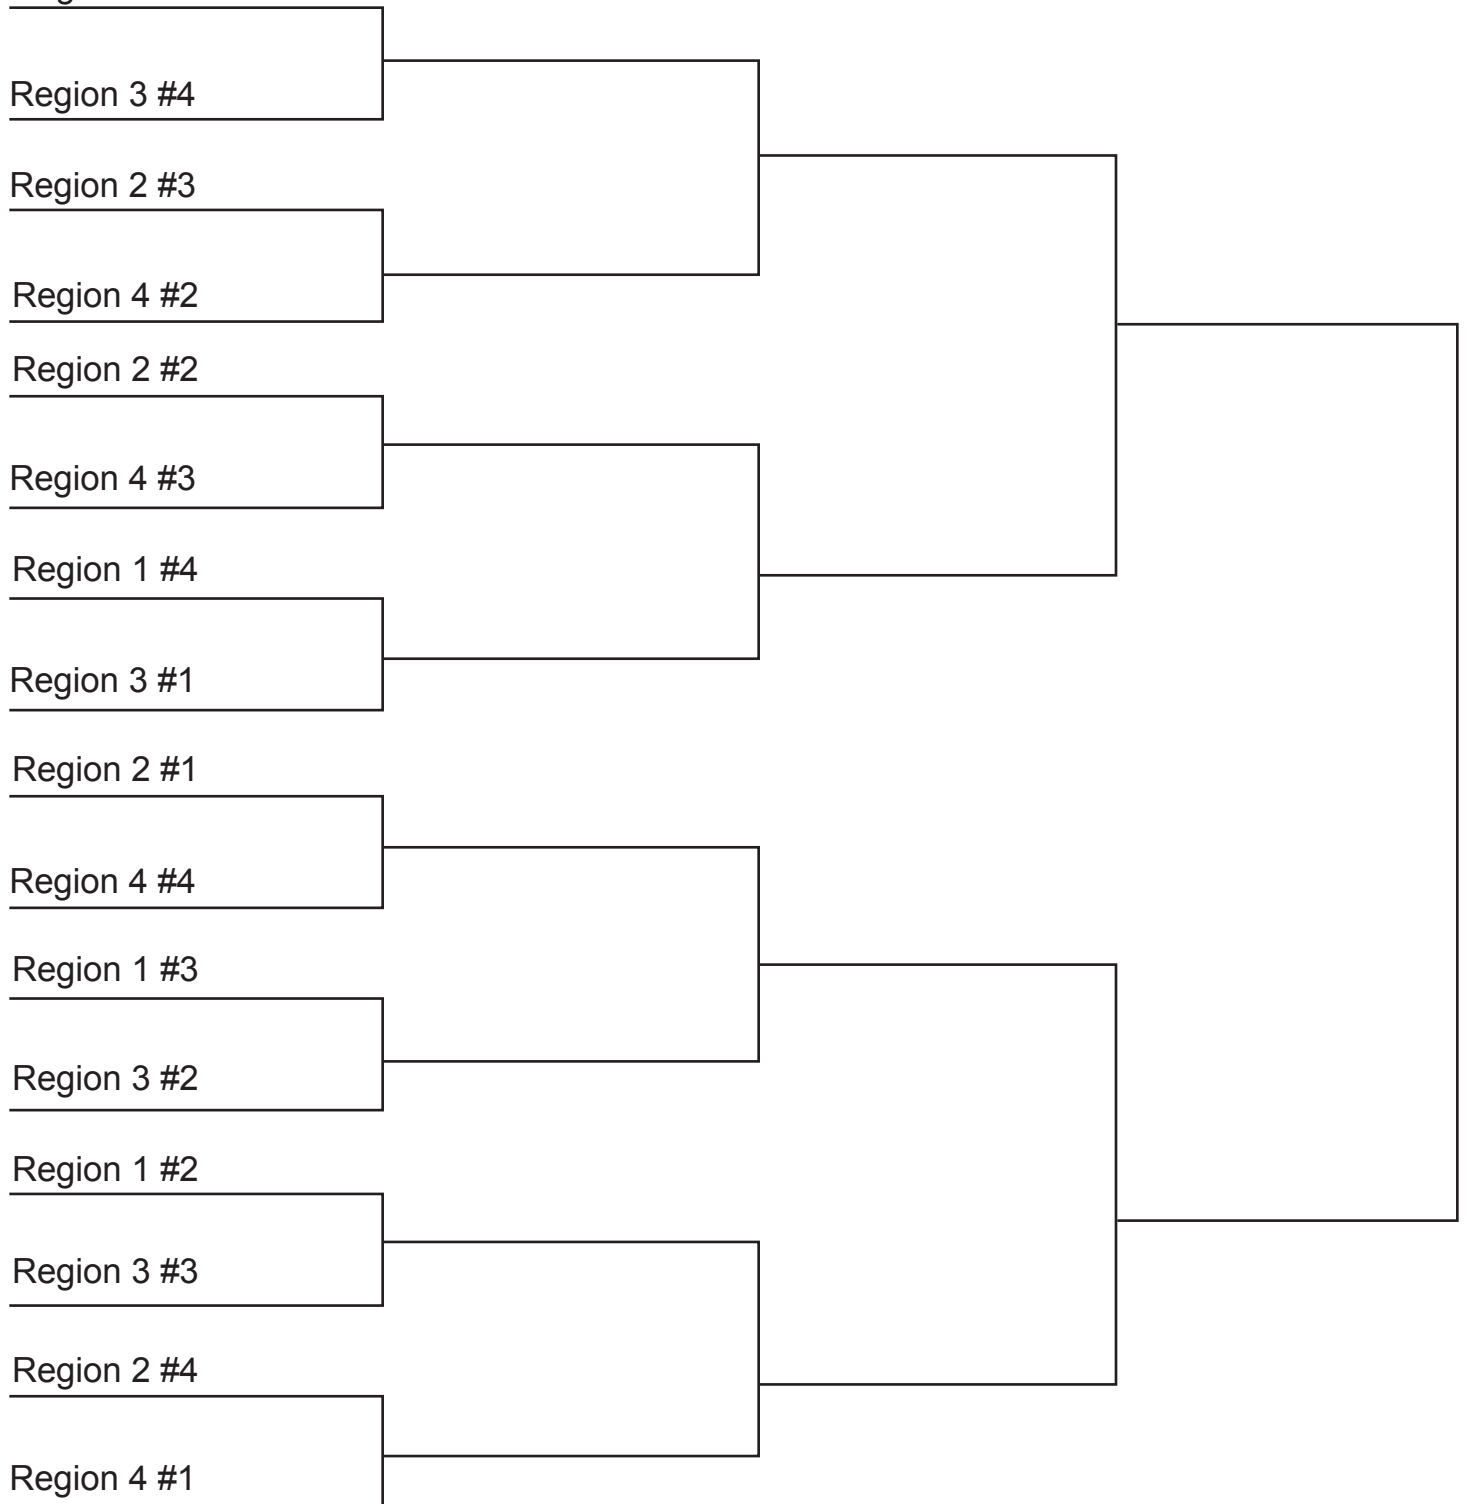 Region 3 #4
Region 2 #3
Region 4 #2
Region 2 #2
Region 4 #3
Region 1 #4
Region 3 #1
Region 2 #1
Region 4 #4
Region 1 #3
Region 3 #2
Region 1 #2
Region 3 #3
Region 2 #4
Region 4 #1